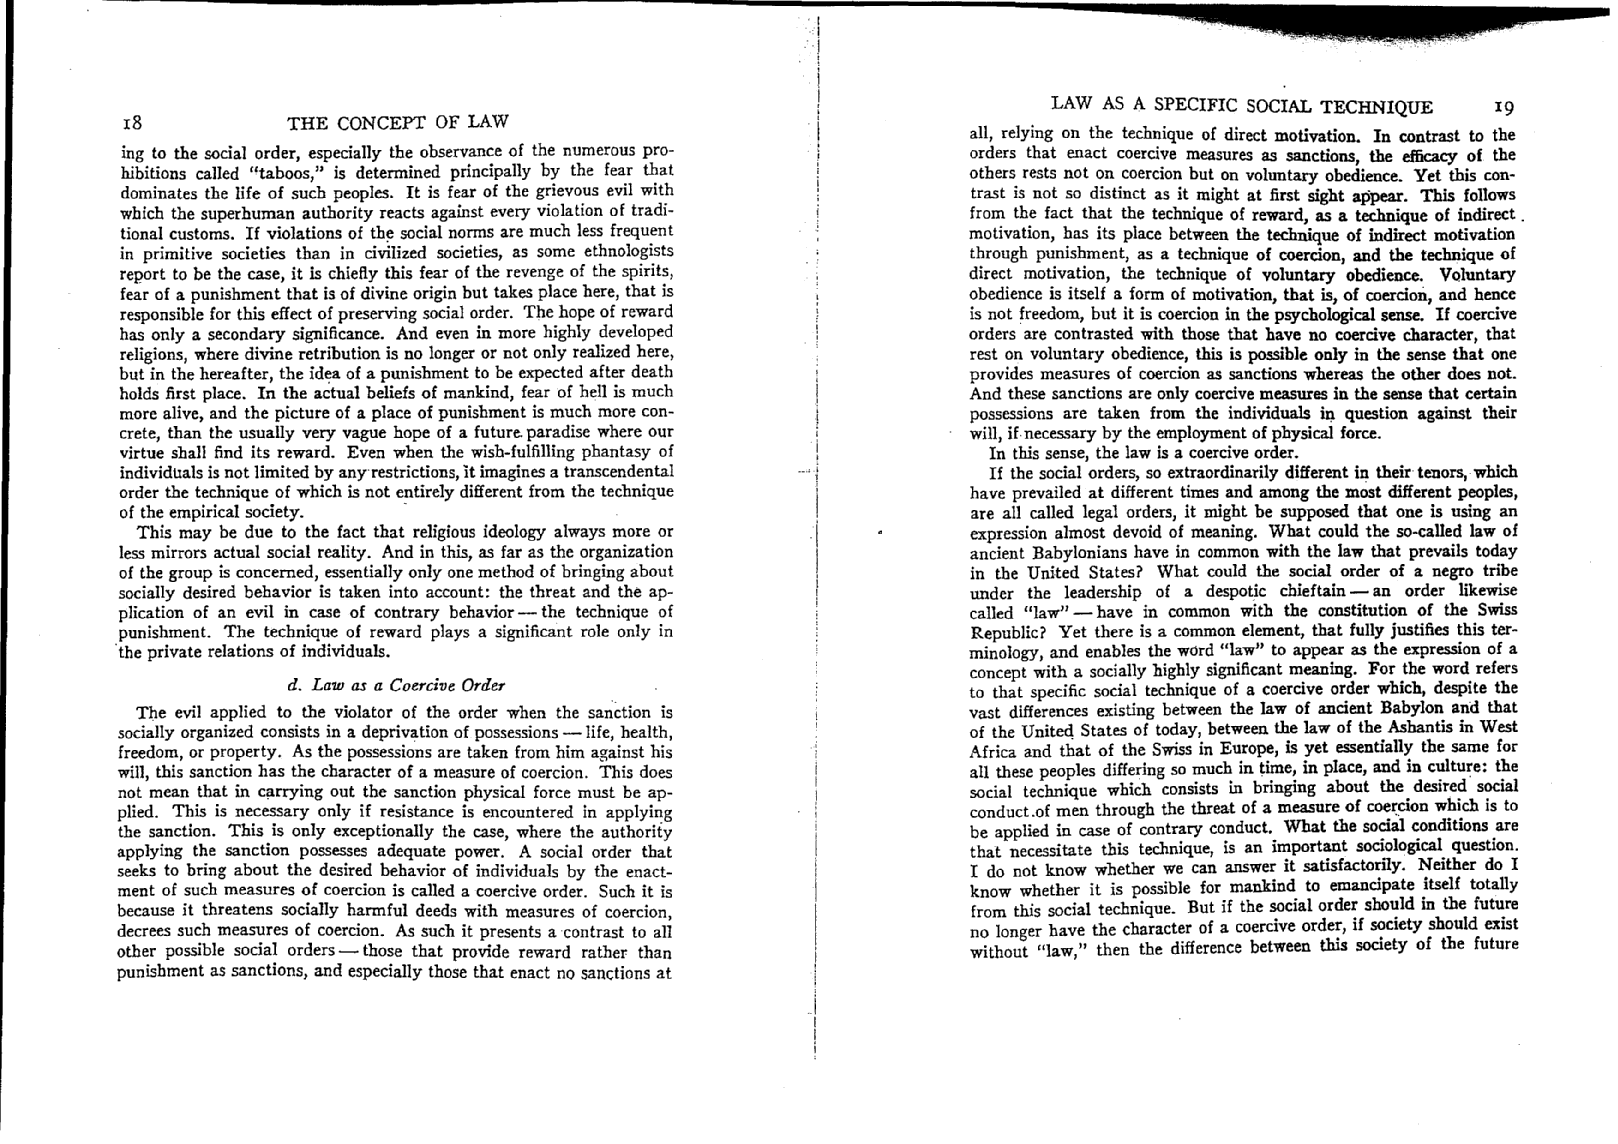 18 THE CONCEPT OF LAW
ing to the social order, especially the observance of the numerous pro-
hibitions called "taboos," is determined principally by the fear that
dominates the life of such peoples. It is fear of the grievous evil with
which the superhuman authority reacts against every violation of tradi-
tional customs. If violations of the social norms are much less frequent
in primitive societies than in civilized societies, as some ethnologists
report to be the case, it is chiefly this fear of the revenge of the spirits,
fear of a punishment that is of divine origin but takes place here, that is
responsible for this effect of preserving social order. The hope of reward
has only a secondary significance. And even in more highly developed
religions, where divine retribution is no longer or not only realized here,
but in the hereafter, the idea of a punishment to be expected after death
holds first place. In the actual beliefs of mankind, fear of hell is much
more alive, and the picture of a place of punishment is much more con-
crete, than the usually very vague hope of a future paradise where our
virtue shall find its reward. Even when the wish-fulfilling phantasy of
individuals is not limited by any restrictions, it imagines a transcendental
order the technique of which is not entirely different from the technique
of the empirical society.
This may be due to the fact that religious ideology always more or
less mirrors actual social reality. And in this, as far as the organization
of the group is concerned, essentially only one method of bringing about
socially desired behavior is taken into account: the threat and the ap-
plication of an evil in case of contrary behavior — the technique of
punishment. The technique of reward plays a significant role only in
the private relations of individuals.
d. Law as a Coercive Order
The evil applied to the violator of the order when the sanction is
socially organized consists in a deprivation of possessions — life, health,
freedom, or property. As the possessions are taken from him against his
will, this sanction has the character of a measure of coercion. This does
not mean that in carrying out the sanction physical force must be ap-
plied. This is necessary only if resistance is encountered in applying
the sanction. This is only exceptionally the case, where the authority
applying the sanction possesses adequate power. A social order that
seeks to bring about the desired behavior of individuals by the enact-
ment of such measures of coercion is called a coercive order. Such it is
because it threatens socially harmful deeds with measures of coercion,
decrees such measures of coercion. As such it presents a contrast to all
other possible social orders — those that provide reward rather than
punishment as sanctions, and especially those that enact no sanctions at
LAW AS A SPECIFIC SOCIAL TECHNIQUE 19
all, relying on the technique of direct motivation. In contrast to the
orders that enact coercive measures as sanctions, the efficacy of the
others rests not on coercion but on voluntary obedience. Yet this con-
trast is not so distinct as it might at first sight appear. This follows
from the fact that the technique of reward, as a technique of indirect
motivation, has its place between the technique of indirect motivation
through punishment, as a technique of coercion, and the technique of
direct motivation, the technique of voluntary obedience. Voluntary
obedience is itself a form of motivation, that is, of coercion, and hence
is not freedom, but it is coercion in the psychological sense. If coercive
orders are contrasted with those that have no coercive character, that
rest on voluntary obedience, this is possible only in the sense that one
provides measures of coercion as sanctions whereas the other does not.
And these sanctions are only coercive measures in the sense that certain
possessions are taken from the individuals in question against their
will, if necessary by the employment of physical force.
In this sense, the law is a coercive order.
If the social orders, so extraordinarily different in their tenors, which
have prevailed at different times and among the most different peoples,
are all called legal orders, it might be supposed that one is using an
expression almost devoid of meaning. What could the so-called law of
ancient Babylonians have in common with the law that prevails today
in the United States? What could the social order of a negro tribe
under the leadership of a despotic chieftain — an order likewise
called "law" — have in common with the constitution of the Swiss
Republic? Yet there is a common element, that fully justifies this ter-
minology, and enables the word "law" to appear as the expression of a
concept with a socially highly significant meaning. For the word refers
to that specific social technique of a coercive order which, despite the
vast differences existing between the law of ancient Babylon and that
of the United States of today, between the law of the Ashantis in West
Africa and that of the Swiss in Europe, is yet essentially the same for
all these peoples differing so much in time, in place, and in culture: the
social technique which consists in bringing about the desired social
conduct of men through the threat of a measure of coercion which is to
be applied in case of contrary conduct. What the social conditions are
that necessitate this technique, is an important sociological question.
I do not know whether we can answer it satisfactorily. Neither do I
know whether it is possible for mankind to emancipate itself totally
from this social technique. But if the social order should in the future
no longer have the character of a coercive order, if society should exist
without "law," then the difference between this society of the future